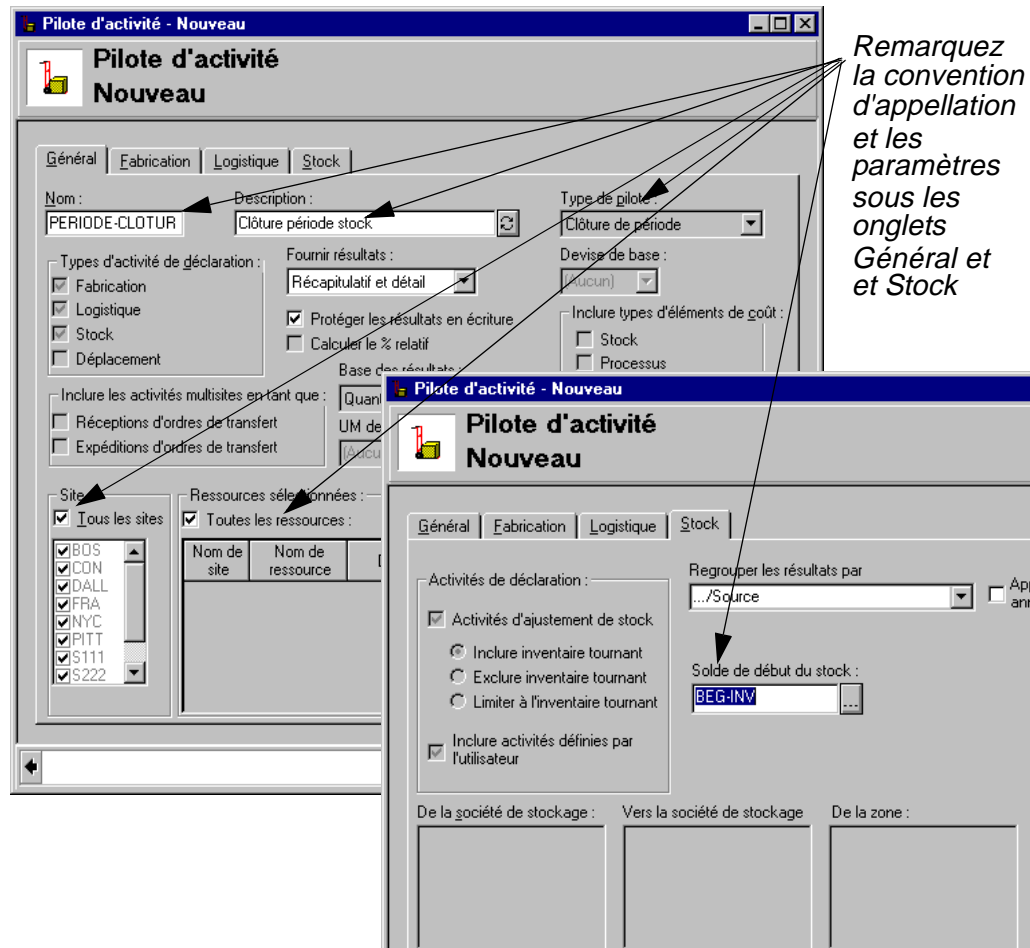 Pilote d'activité - Nouveau
Pilote d'activité
Nouveau
Remarquez
la convention
d'appellation
et les
paramètres
sous les
onglets
Général et
et Stock
Général
Fabrication
Logistique
Stock
Nom :
Description :
Type de pilote :
PERIODE-CLOTUR
Clôture période stock
Clôture de période
Types d'activité de déclaration :
Fabrication
Logistique
Stock
Déplacement
Fournir résultats :
Récapitulatif et détail
Protéger les résultats en écriture
Calculer le % relatif
Devise de base :
(Aucun)
Inclure types d'éléments de coût :
Stock
Processus
Base des résultats :
Inclure les activités multisites en tant que :
Réceptions d'ordres de transfert
Expéditions d'ordres de transfert
UM de
Site
Tous les sites
BOS
CON
DALL
FRA
NYC
PITT
S111
S222
Ressources sélectionnées :
Toutes les ressources :
Nom de
site
Nom de
ressource
Pilote d'activité - Nouveau
Pilote d'activité
Nouveau
Général
Fabrication
Logistique
Stock
Activités de déclaration :
Activités d'ajustement de stock
Inclure inventaire tournant
Exclure inventaire tournant
Limiter à l'inventaire tournant
Inclure activités définies par
l'utilisateur
Regrouper les résultats par
.../Source
Solde de début du stock :
BEG-INV
...
De la société de stockage :
Vers la société de stockage
De la zone :